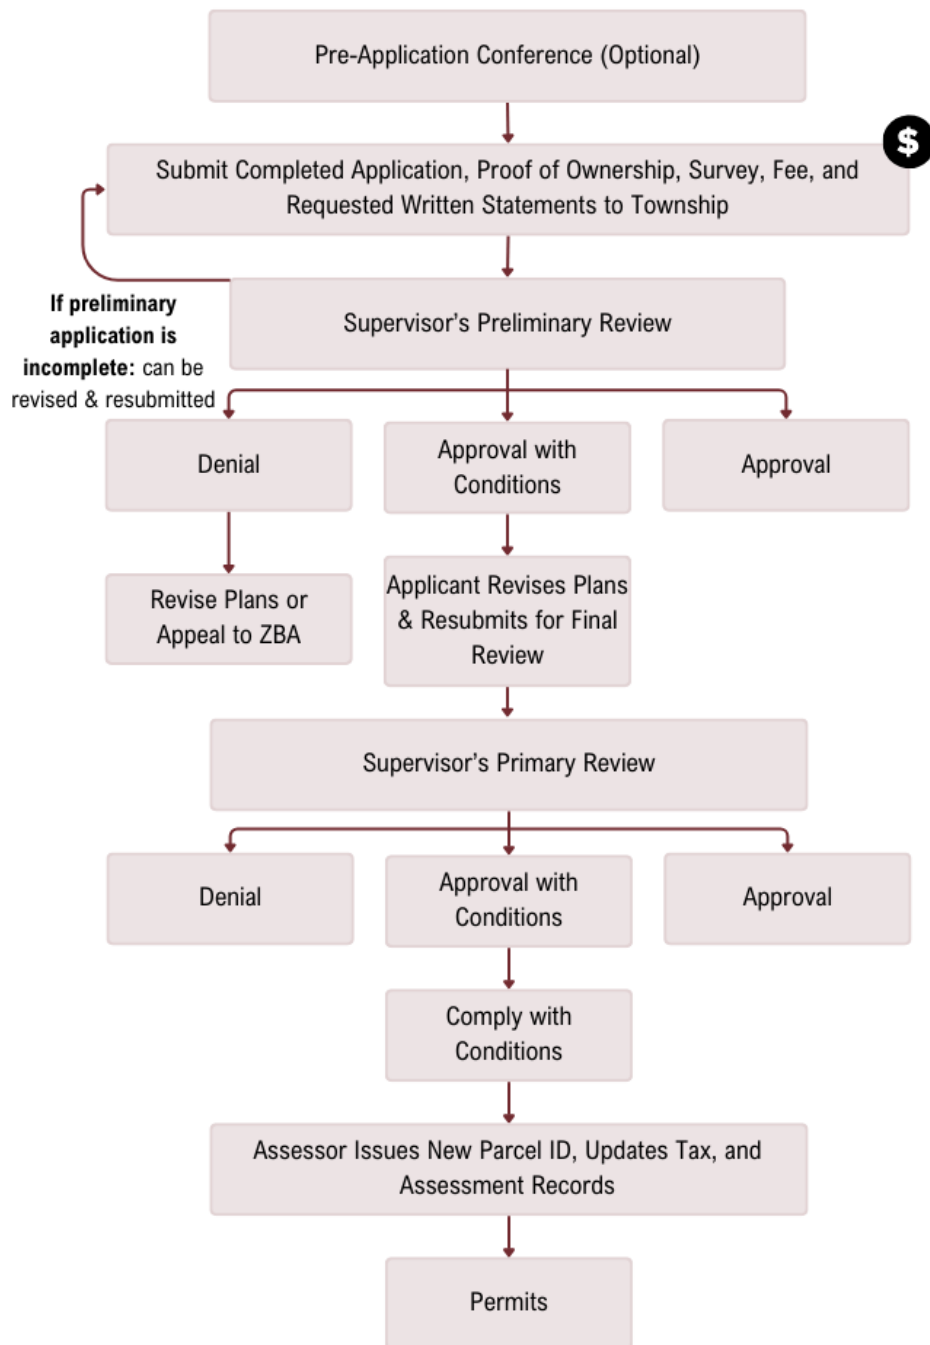 Pre-Application Conference (Optional)
$
Submit Completed Application, Proof of Ownership, Survey, Fee, and
Requested Written Statements to Township
If preliminary
application is
incomplete: can be
revised & resubmitted
Supervisor's Preliminary Review
Denial
Approval with
Conditions
Approval
Revise Plans or
Appeal to ZBA
Applicant Revises Plans
& Resubmits for Final
Review
Supervisor's Primary Review
Denial
Approval with
Conditions
Approval
Comply with
Conditions
Assessor Issues New Parcel ID, Updates Tax, and
Assessment Records
Permits